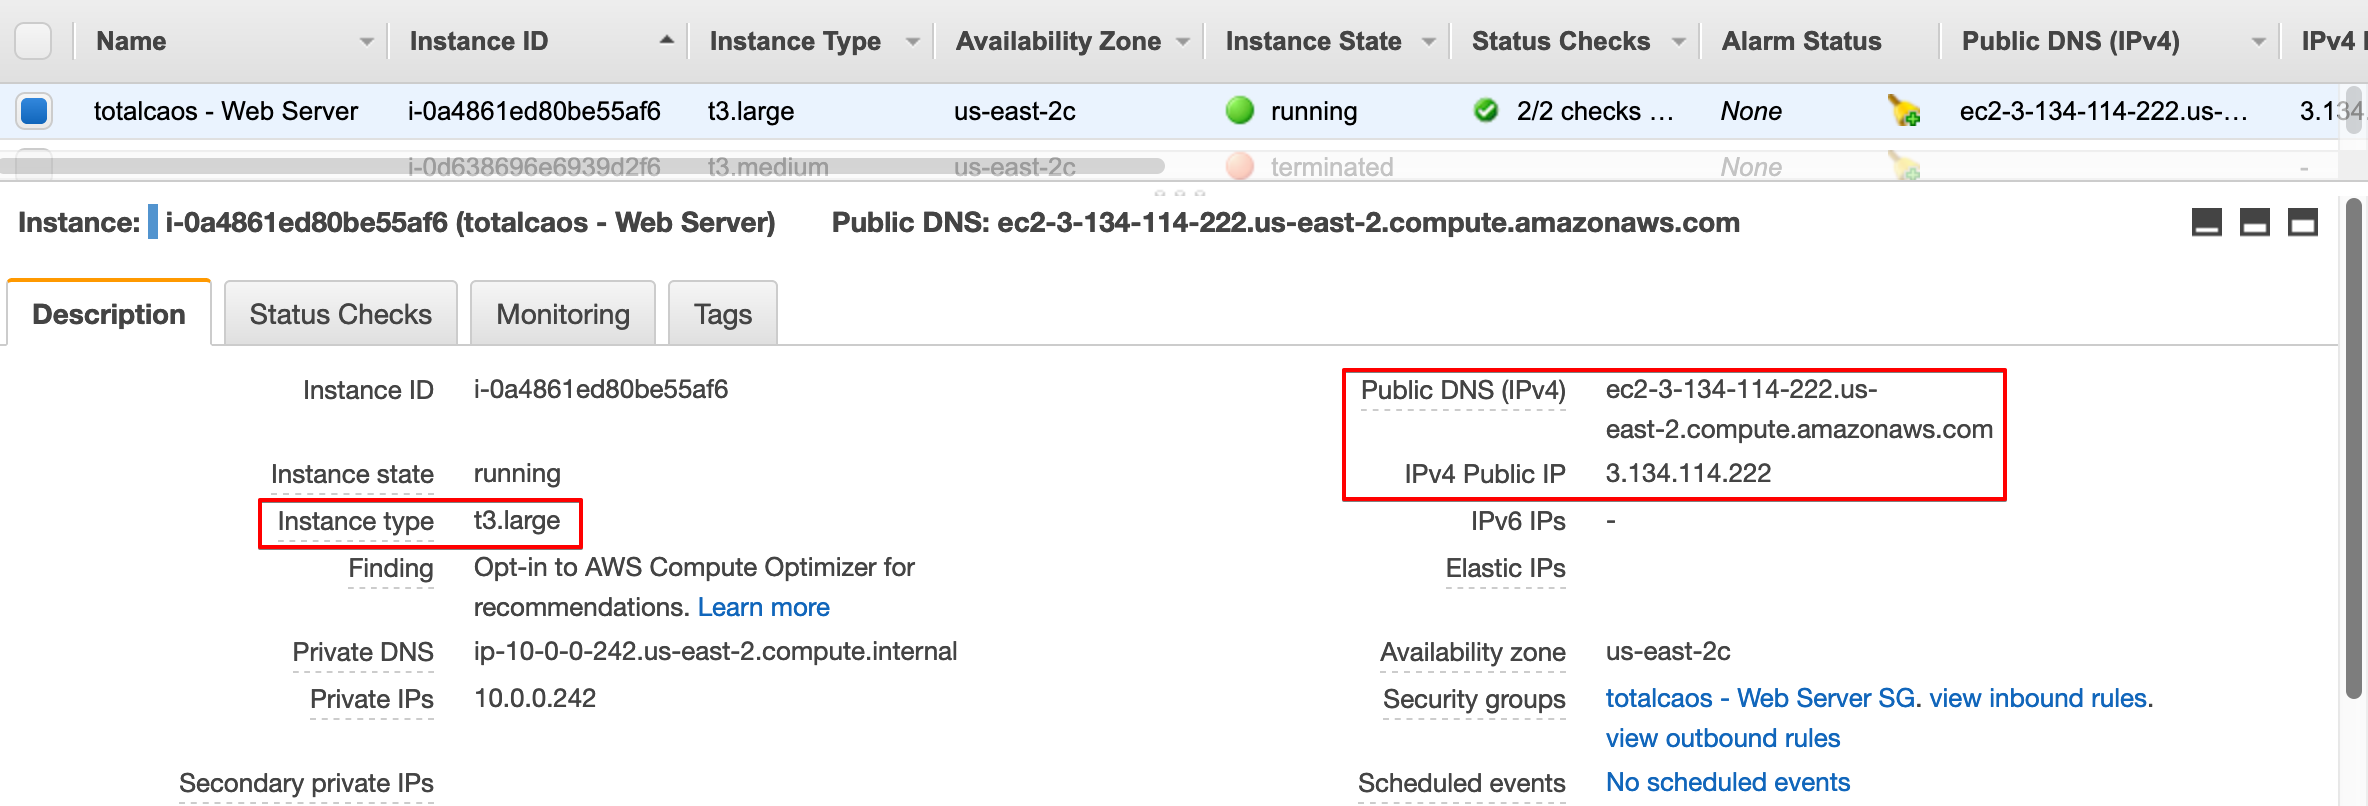 Name Instance ID Instance Type Availability Zone Instance State Status Checks Alarm Status Public DNS (IPv4) IPv4
totalcaos - Web Server i-0a4861ed80be55af6 t3.large us-east-2c running 2/2 checks ... None ec2-3-134-114-222.us-... 3.134.
i-0d638696e6939d2f6 t3.medium us-east-2c terminated None -
Instance: i-0a4861ed80be55af6 (totalcaos - Web Server) Public DNS: ec2-3-134-114-222.us-east-2.compute.amazonaws.com
Description Status Checks Monitoring Tags
Instance ID i-0a4861ed80be55af6
Public DNS (IPv4) ec2-3-134-114-222.us-
east-2.compute.amazonaws.com
Instance state running
IPv4 Public IP 3.134.114.222
Instance type t3.large
IPv6 IPs -
Finding Opt-in to AWS Compute Optimizer for
recommendations. Learn more
Elastic IPs
Private DNS ip-10-0-0-242.us-east-2.compute.internal
Availability zone us-east-2c
Private IPs 10.0.0.242
Security groups totalcaos - Web Server SG. view inbound rules.
view outbound rules
Secondary private IPs
Scheduled events No scheduled events